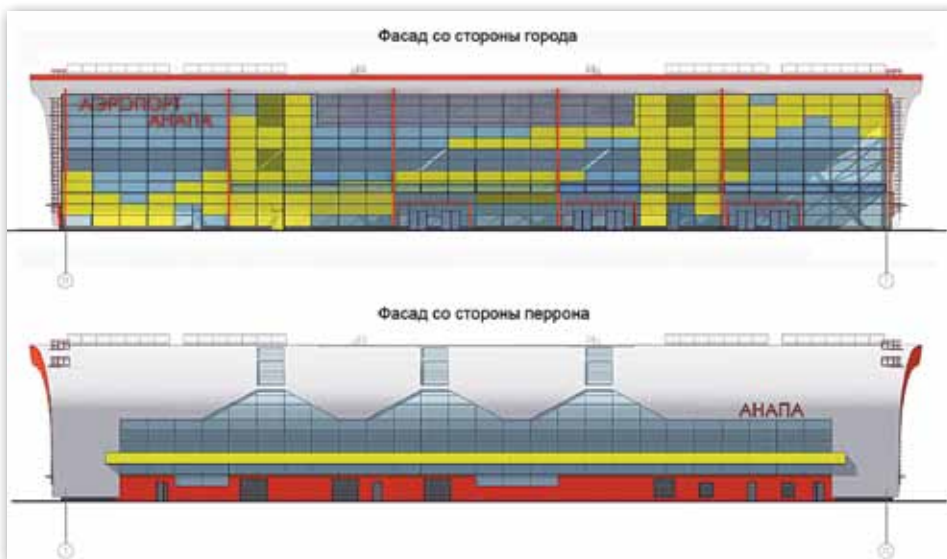 Фасад со стороны города
АЭРОПОРТ
АНАПА
Фасад со стороны перрона
АНАПА